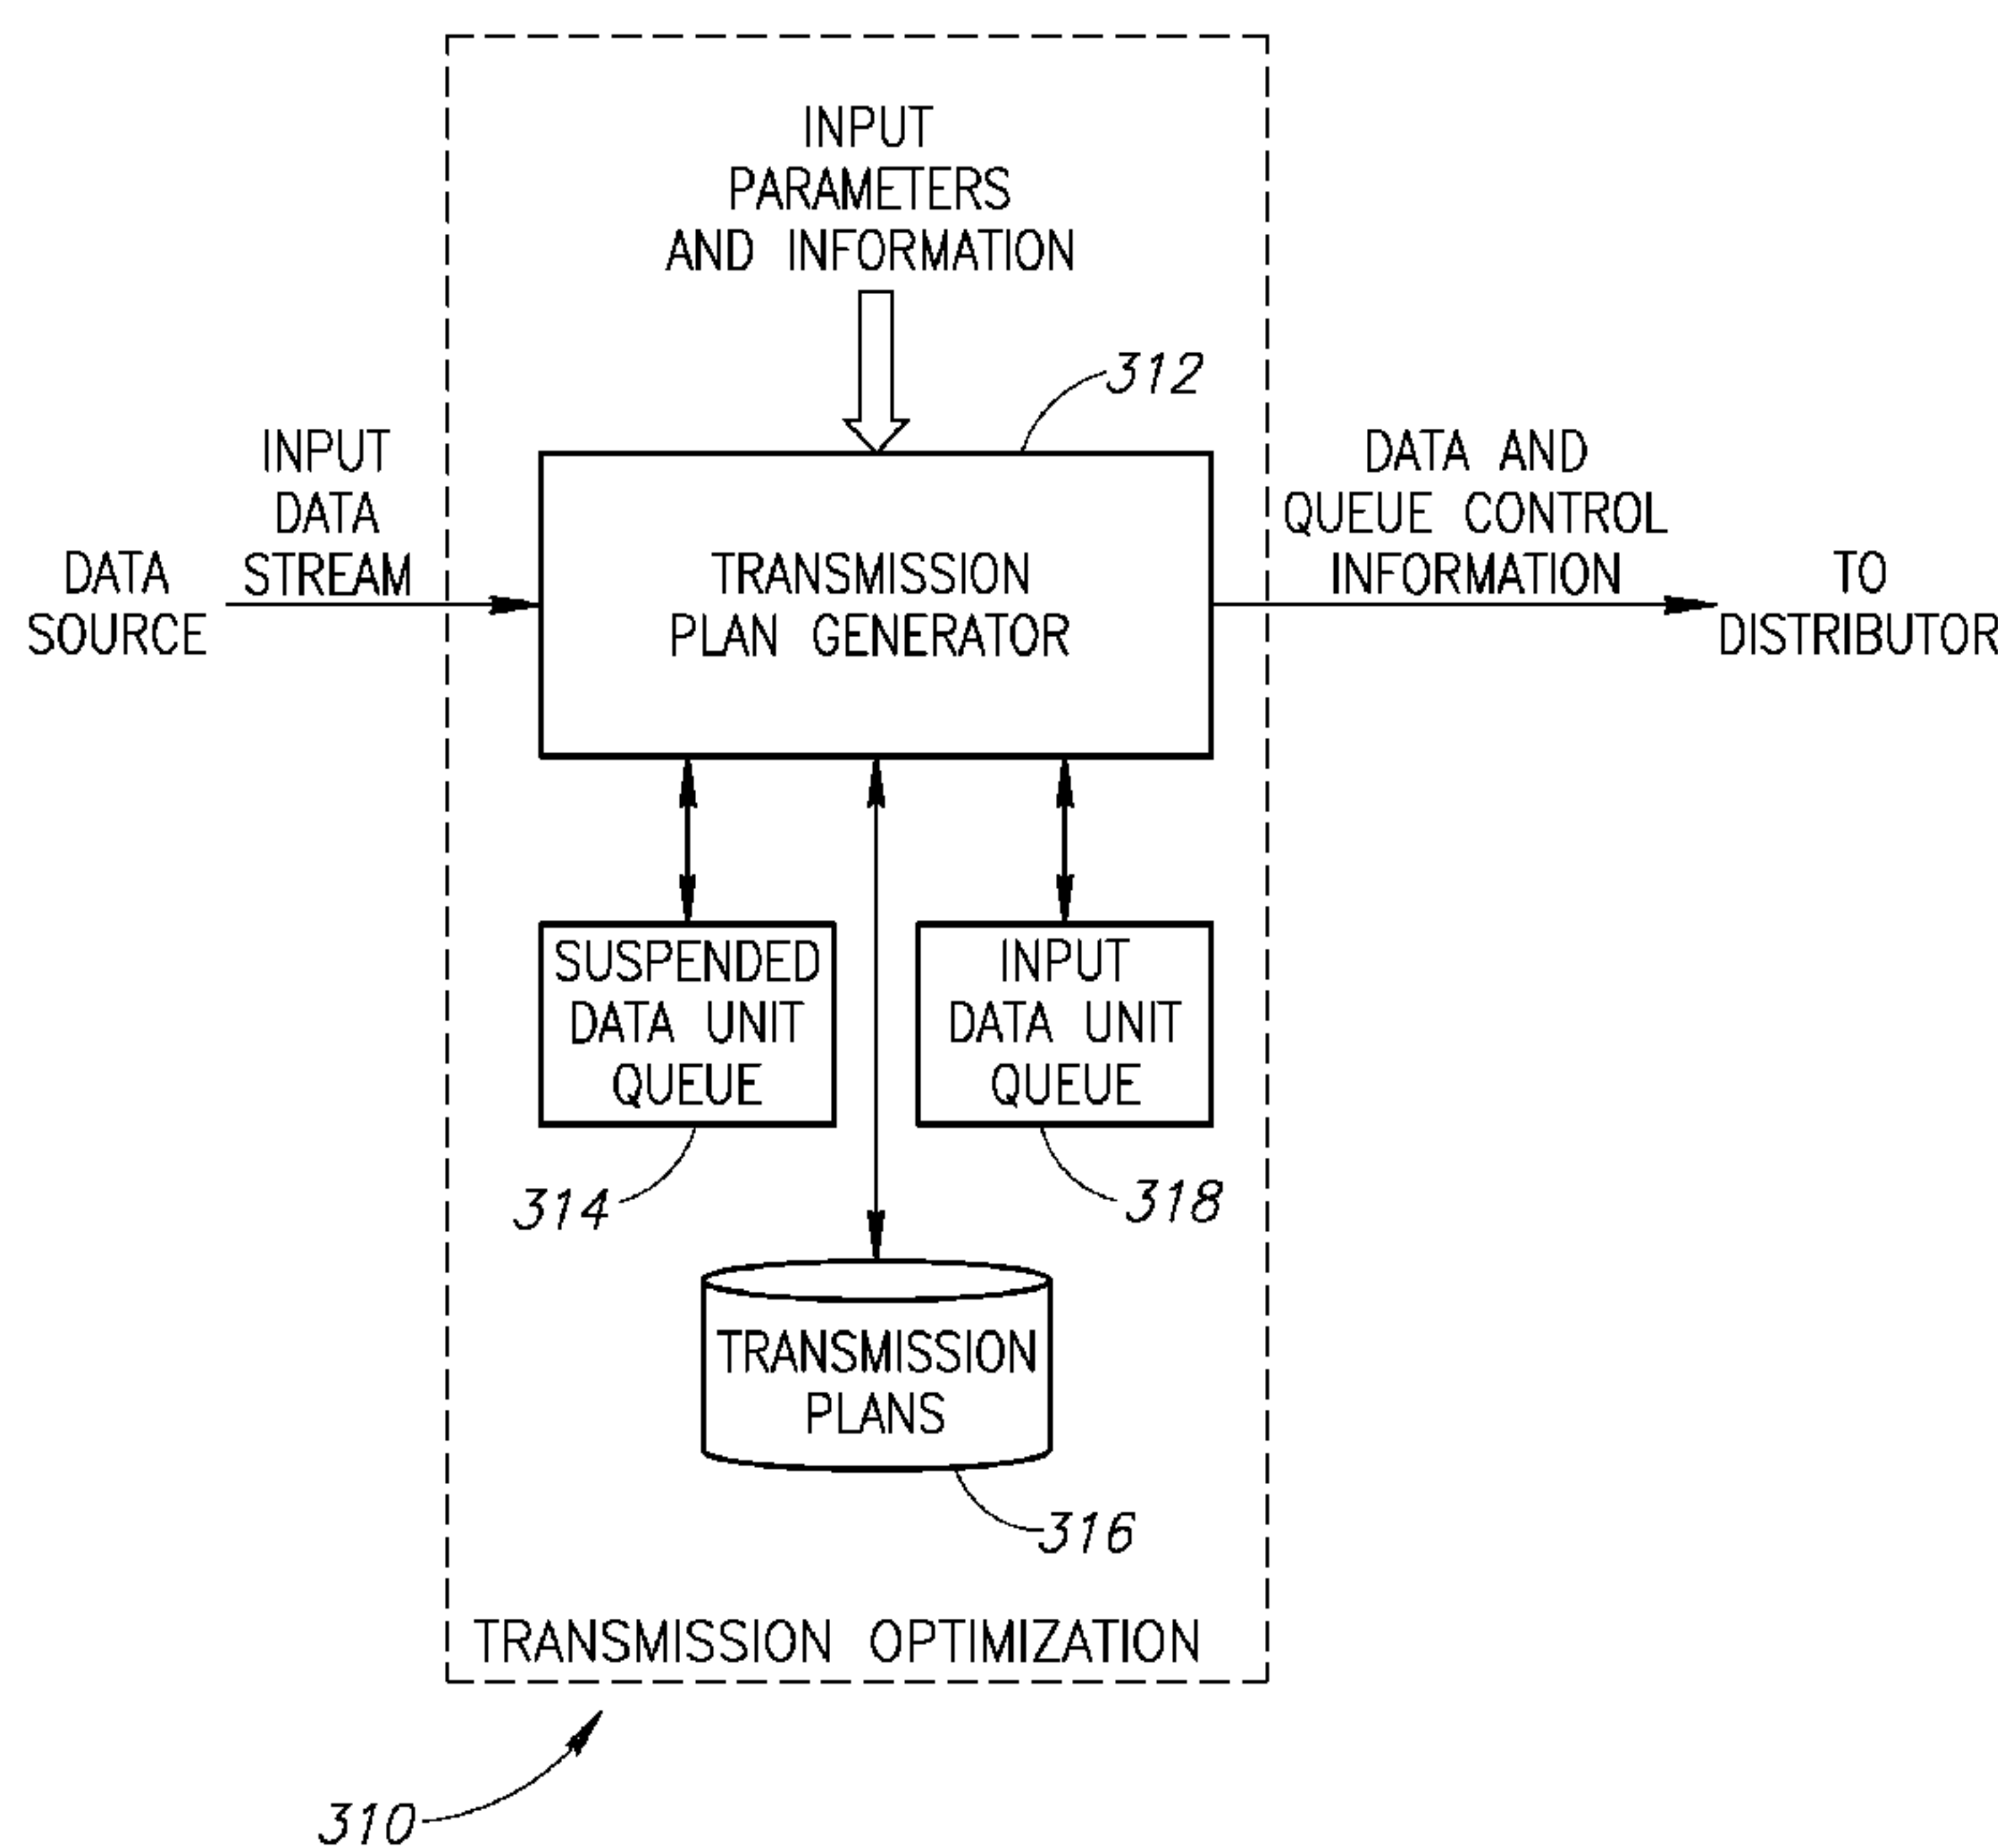 INPUT
PARAMETERS
AND INFORMATION
312
INPUT
DATA
STREAM
DATA
SOURCE
TRANSMISSION
PLAN GENERATOR
DATA AND
QUEUE CONTROL
INFORMATION
TO
DISTRIBUTOR
SUSPENDED
DATA UNIT
QUEUE
INPUT
DATA UNIT
QUEUE
314
318
TRANSMISSION
PLANS
316
TRANSMISSION OPTIMIZATION
310